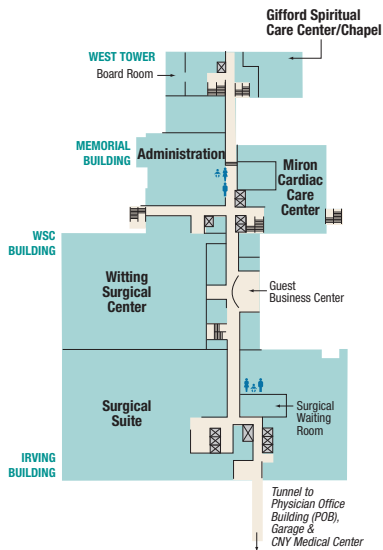 Gifford Spiritual
Care Center/Chapel
WEST TOWER
Board Room
MEMORIAL
BUILDING
Administration
Miron
Cardiac
Care
Center
WSC
BUILDING
Witting
Surgical
Center
Guest
Business Center
Surgical
Suite
Surgical
Waiting
Room
IRVING
BUILDING
Tunnel to
Physician Office
Building (POB),
Garage &
CNY Medical Center